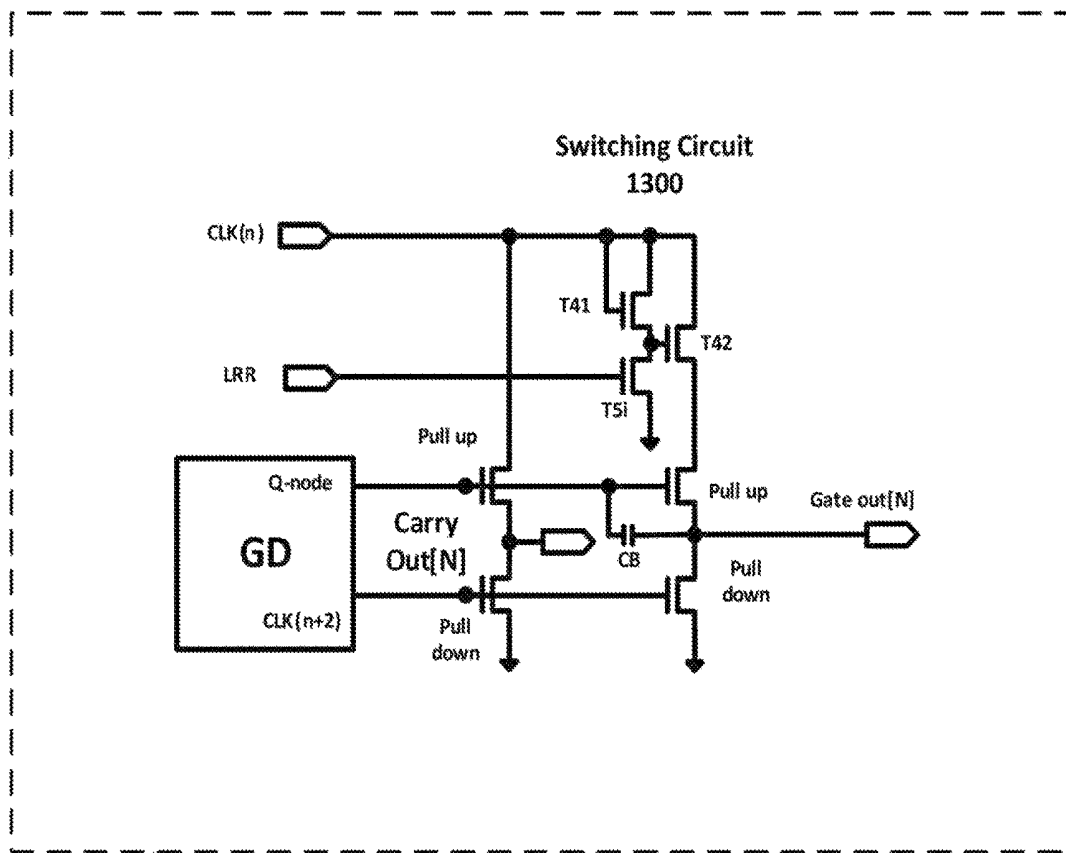 Switching Circuit
1300
CLK(n)
T41
T42
LRR
T5i
Pull up
Q-node
Pull up
Gate out[N]
Carry
Out[N]
GD
CB
Pull
down
CLK(n+2)
Pull
down